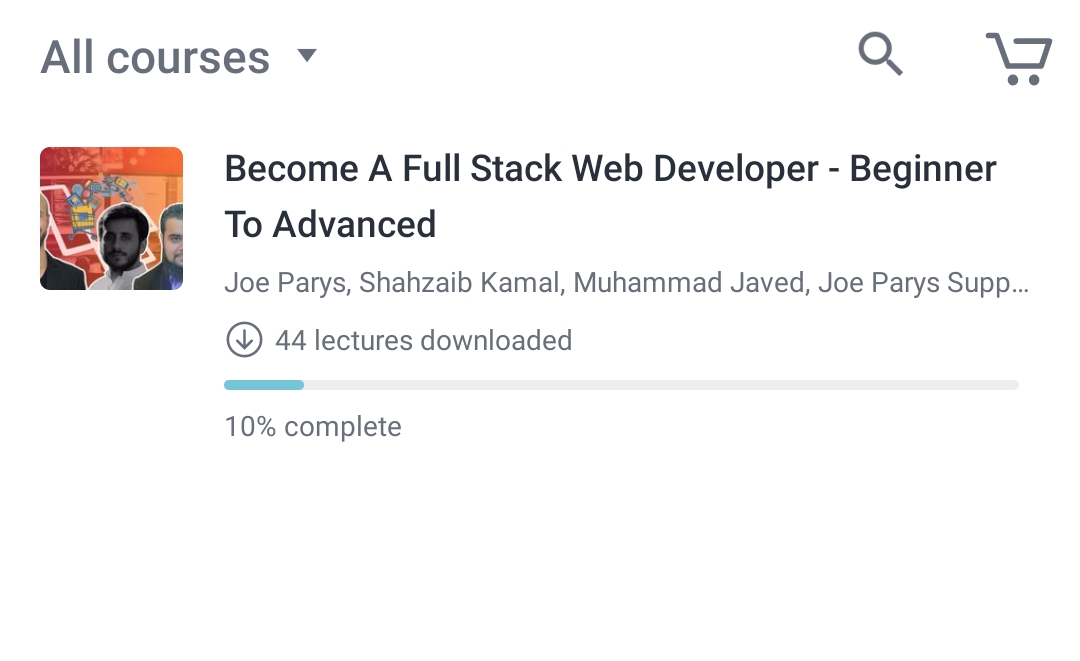 All courses
Become A Full Stack Web Developer - Beginner
To Advanced
Joe Parys, Shahzaib Kamal, Muhammad Javed, Joe Parys Supp...
44 lectures downloaded
10% complete